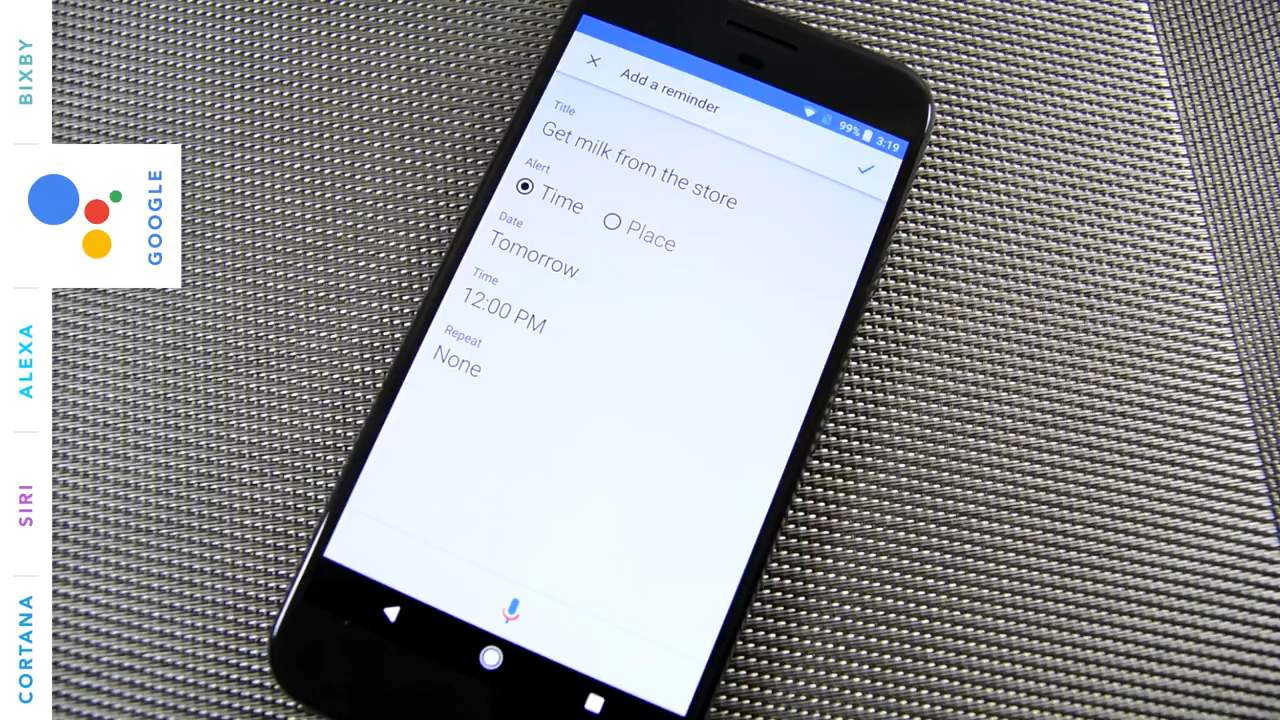 BIXBY
GOOGLE
ALEXA
SIRI
CORTANA
99% 3:19
Add a reminder
Title
Get milk from the store
Alert
Time Place
Date
Tomorrow
Time
12:00 PM
Repeat
None